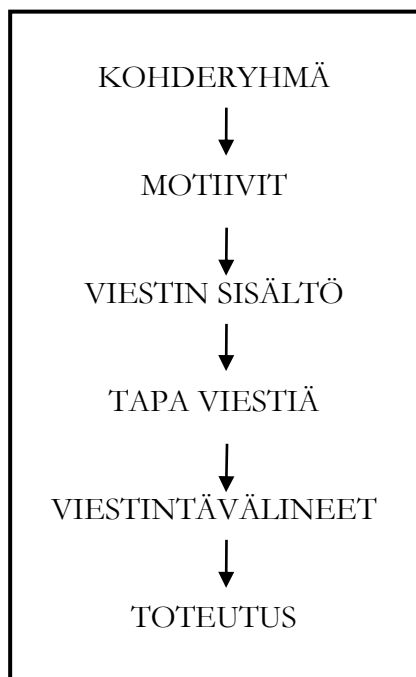 KOHDERYHMÄ
MOTIIVIT
VIESTIN SISÄLTÖ
TAPA VIESTIÄ
VIESTINTÄVÄLINEET
TOTEUTUS